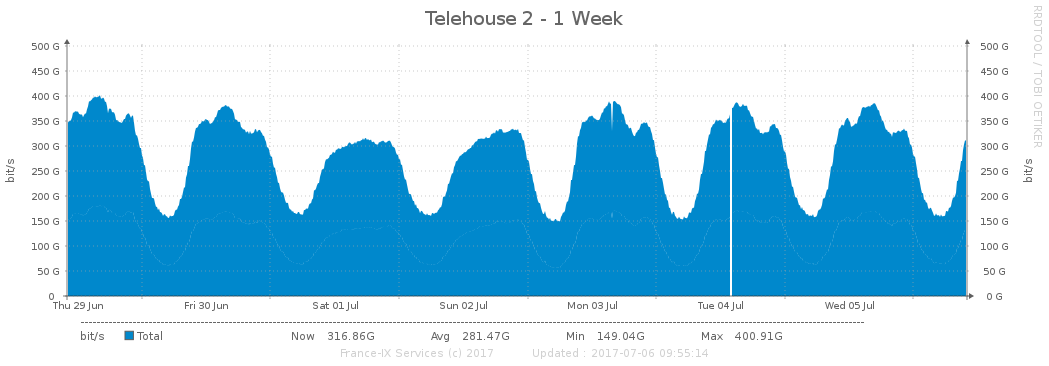 Telehouse 2 - 1 Week
RRDTOOL / TOBI OETIKER
500 G 500 G
450 G 450 G
400 G 400 G
350 G 350 G
300 G 300 G
250 G 250 G
200 G 200 G
150 G 150 G
100 G 100 G
50 G 50 G
0 0 G
bit/s bit/s
Thu 29 Jun Fri 30 Jun Sat 01 Jul Sun 02 Jul Mon 03 Jul Tue 04 Jul Wed 05 Jul
bit/s Total Now 316.86G Avg 281.47G Min 149.04G Max 400.91G
France-IX Services (c) 2017 Updated : 2017-07-06 09:55:14